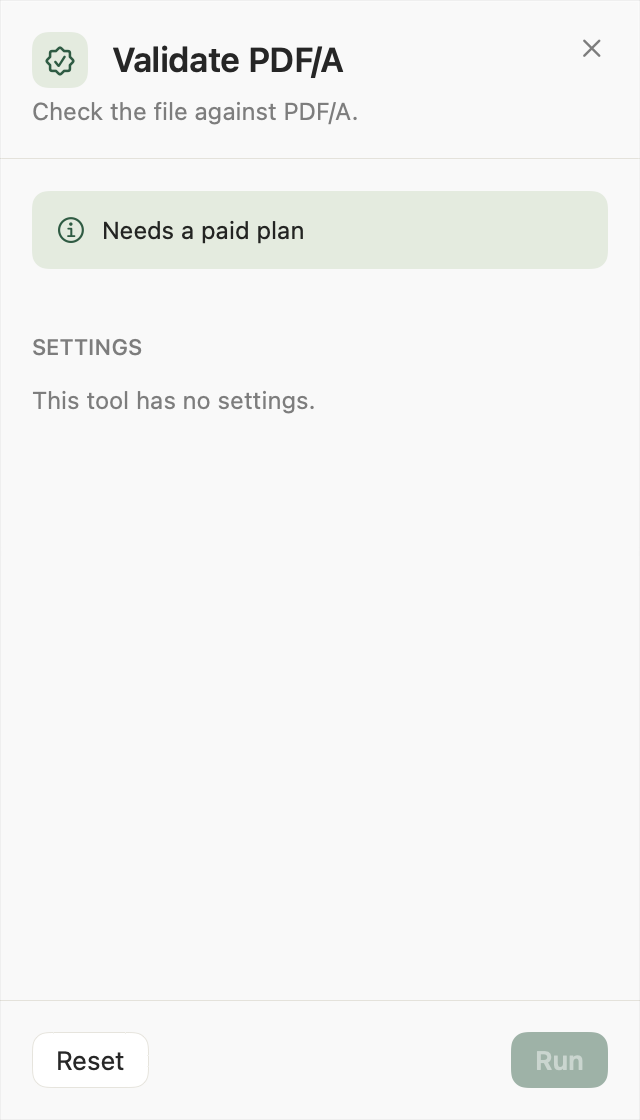 Validate PDF/A
Check the file against PDF/A.
Needs a paid plan
SETTINGS
This tool has no settings.
Reset
Run